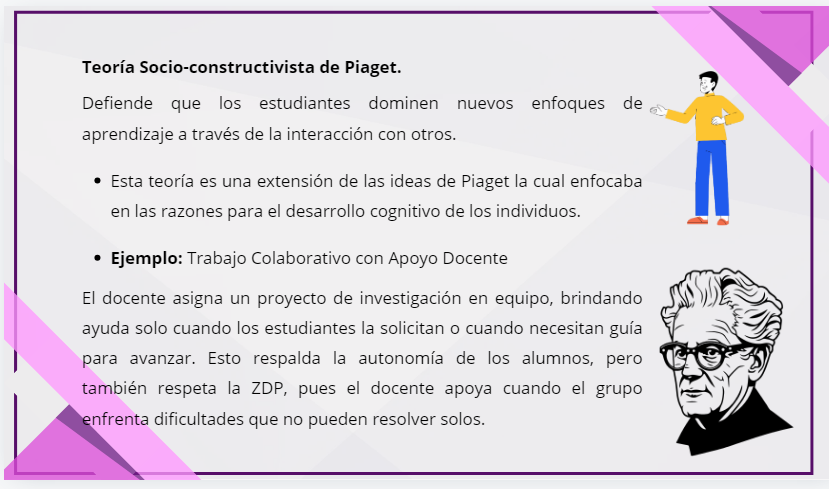 Teoría Socio-constructivista de Piaget.
Defiende que los estudiantes dominen nuevos enfoques de
aprendizaje a través de la interacción con otros.
• Esta teoría es una extensión de las ideas de Piaget la cual enfocaba
en las razones para el desarrollo cognitivo de los individuos.
• Ejemplo: Trabajo Colaborativo con Apoyo Docente
El docente asigna un proyecto de investigación en equipo, brindando
ayuda solo cuando los estudiantes la solicitan o cuando necesitan guía
para avanzar. Esto respalda la autonomía de los alumnos, pero
también respeta la ZDP, pues el docente apoya cuando el grupo
enfrenta dificultades que no pueden resolver solos.